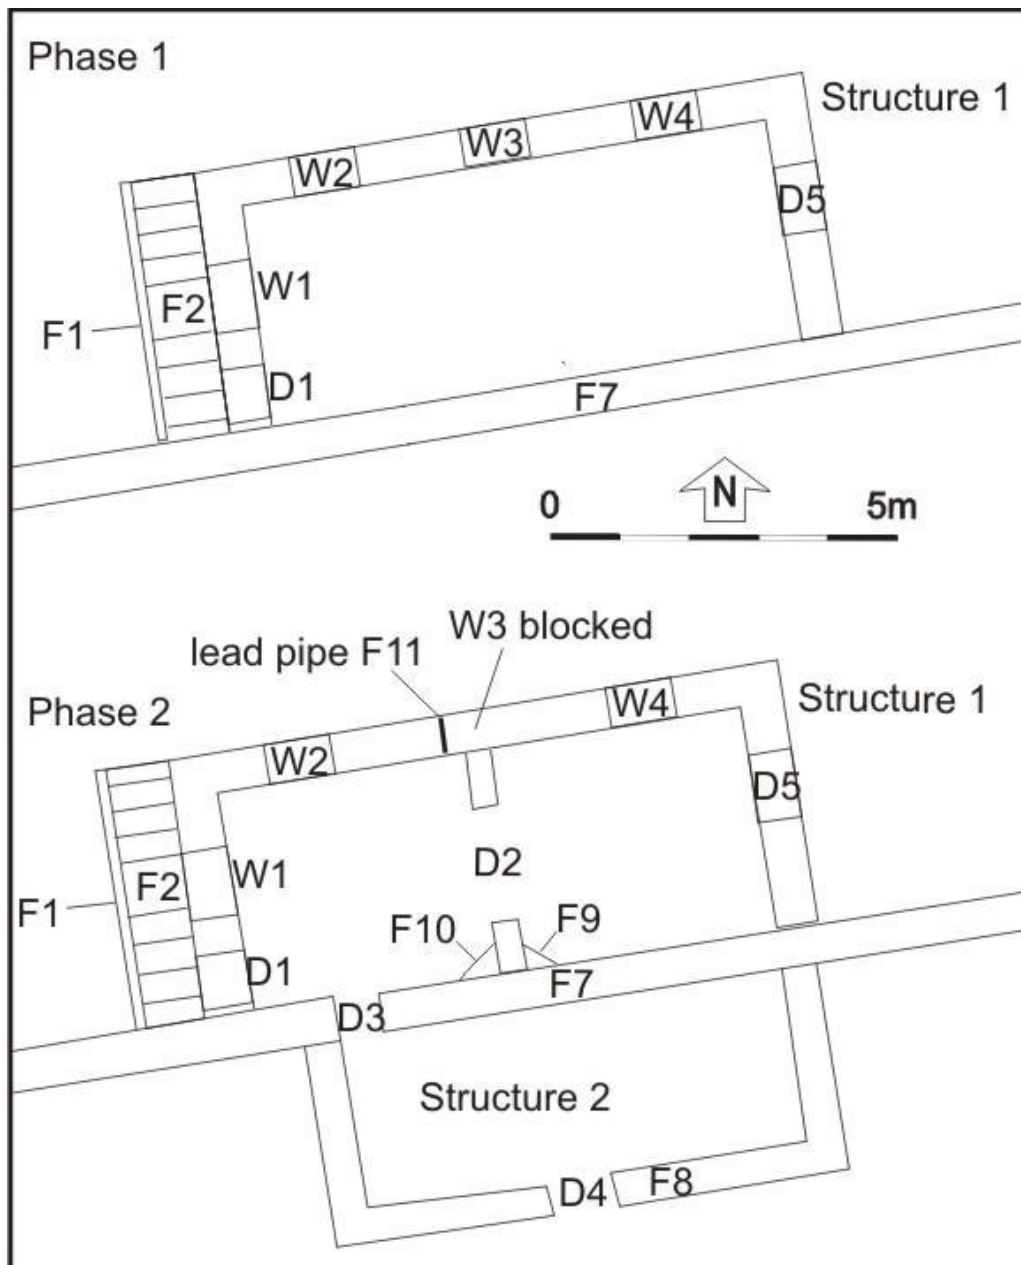 Phase 1
Structure 1
W4
W3
W2
D5
W1
F2
F1
D1
F7
N
0
5m
W3 blocked
lead pipe F11
Phase 2
Structure 1
W4
W2
D5
D2
W1
F2
F1
F10
F9
D1
F7
D3
Structure 2
D4
F8